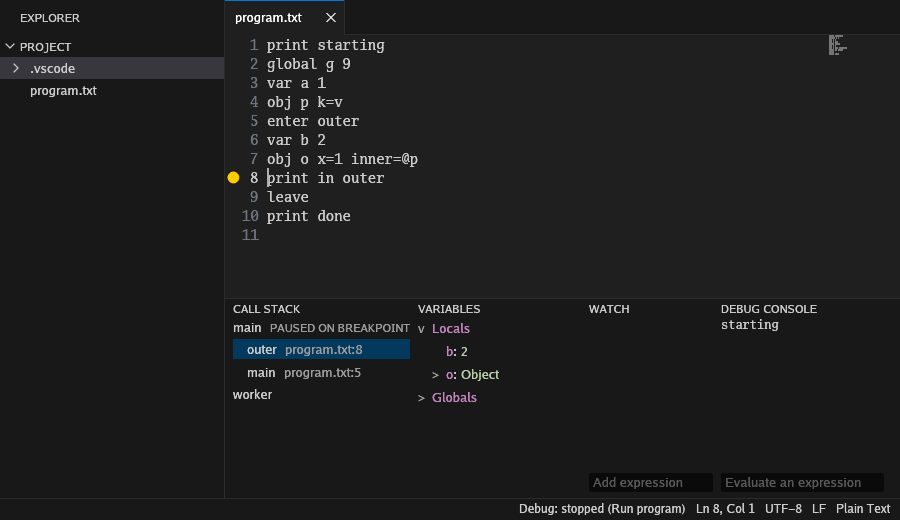 EXPLORER
PROJECT
.vscode
program.txt
program.txt
1 print starting
2 global g 9
3 var a 1
4 obj p k=v
5 enter outer
6 var b 2
7 obj o x=1 inner=@p
8 print in outer
9 leave
10 print done
11
CALL STACK
main PAUSED ON BREAKPOINT
outer program.txt:8
main program.txt:5
worker
VARIABLES
v Locals
b: 2
> o: Object
> Globals
WATCH
Add expression
DEBUG CONSOLE
starting
Evaluate an expression
Debug: stopped (Run program) Ln 8, Col 1 UTF-8 LF Plain Text